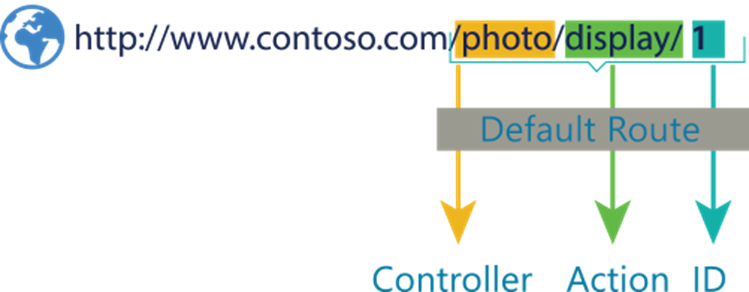 http://www.contoso.com/photo/display/ 1
Default Route
Controller Action ID